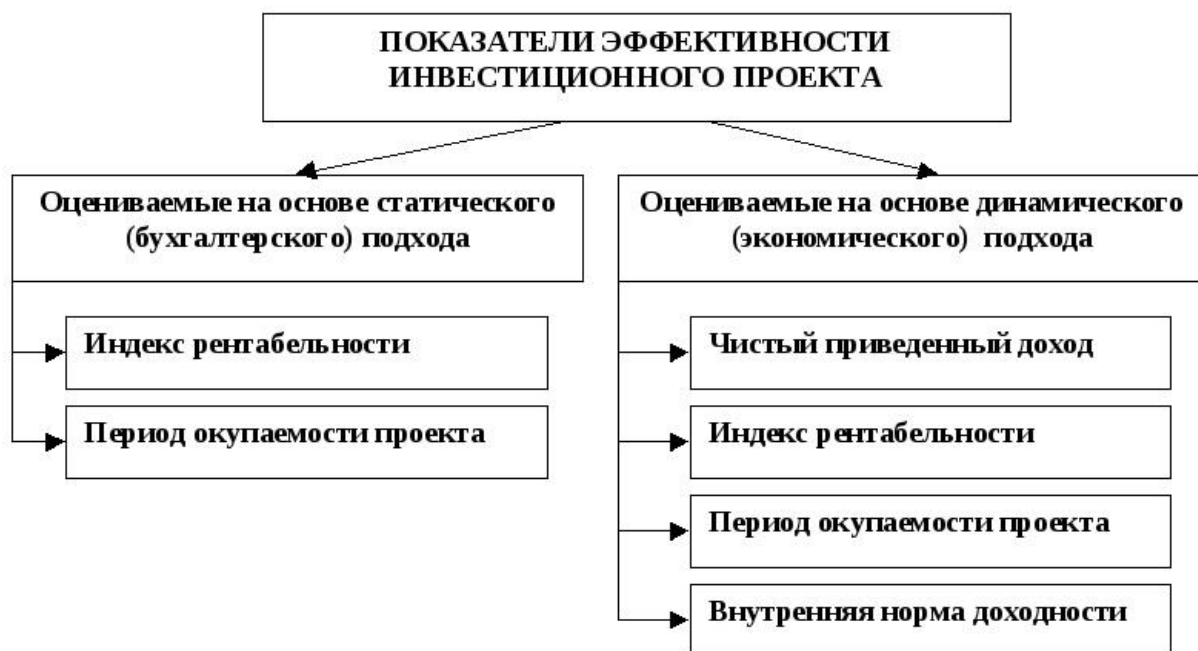 ПОКАЗАТЕЛИ ЭФФЕКТИВНОСТИ
ИНВЕСТИЦИОННОГО ПРОЕКТА
Оцениваемые на основе статического
(бухгалтерского) подхода
Индекс рентабельности
Период окупаемости проекта
Оцениваемые на основе динамического
(экономического) подхода
Чистый приведенный доход
Индекс рентабельности
Период окупаемости проекта
Внутренняя норма доходности